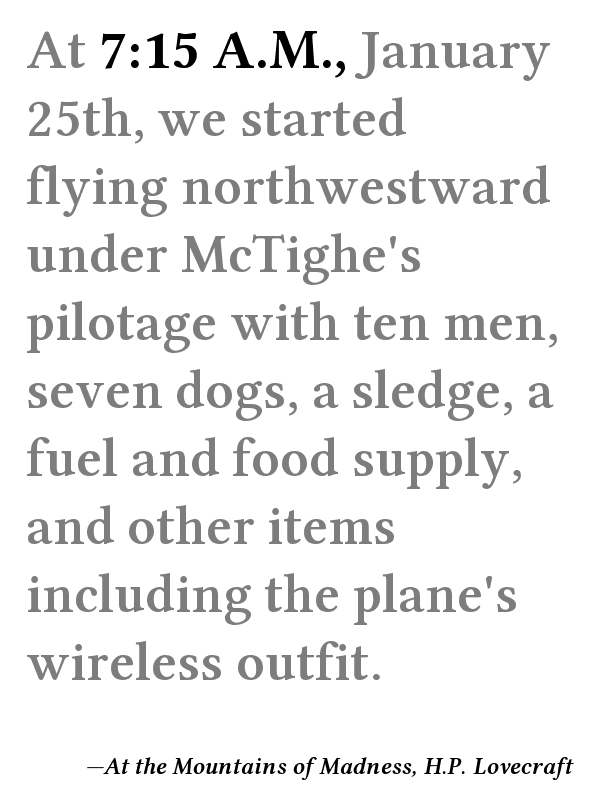 At 7:15 A.M., January
25th, we started
flying northwestward
under McTighe's
pilotage with ten men,
seven dogs, a sledge, a
fuel and food supply,
and other items
including the plane's
wireless outfit.
—At the Mountains of Madness, H.P. Lovecraft